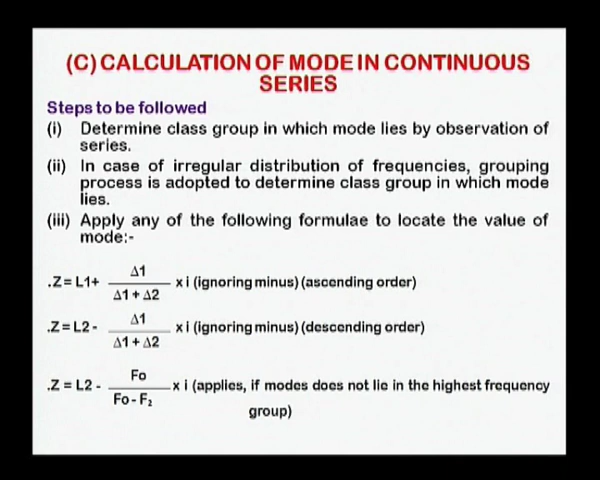 (C) CALCULATION OF MODE IN CONTINUOUS
SERIES
Steps to be followed
(i) Determine class group in which mode lies by observation of
series.
(ii) In case of irregular distribution of frequencies, grouping
process is adopted to determine class group in which mode
lies.
(iii) Apply any of the following formulae to locate the value of
mode:-
Δ1
.Z = L1+ x i (ignoring minus) (ascending order)
Δ1 + Δ2
Δ1
.Z = L2 - x i (ignoring minus) (descending order)
Δ1 + Δ2
Fo
.Z = L2 - x i (applies, if modes does not lie in the highest frequency
Fo - F₂
group)